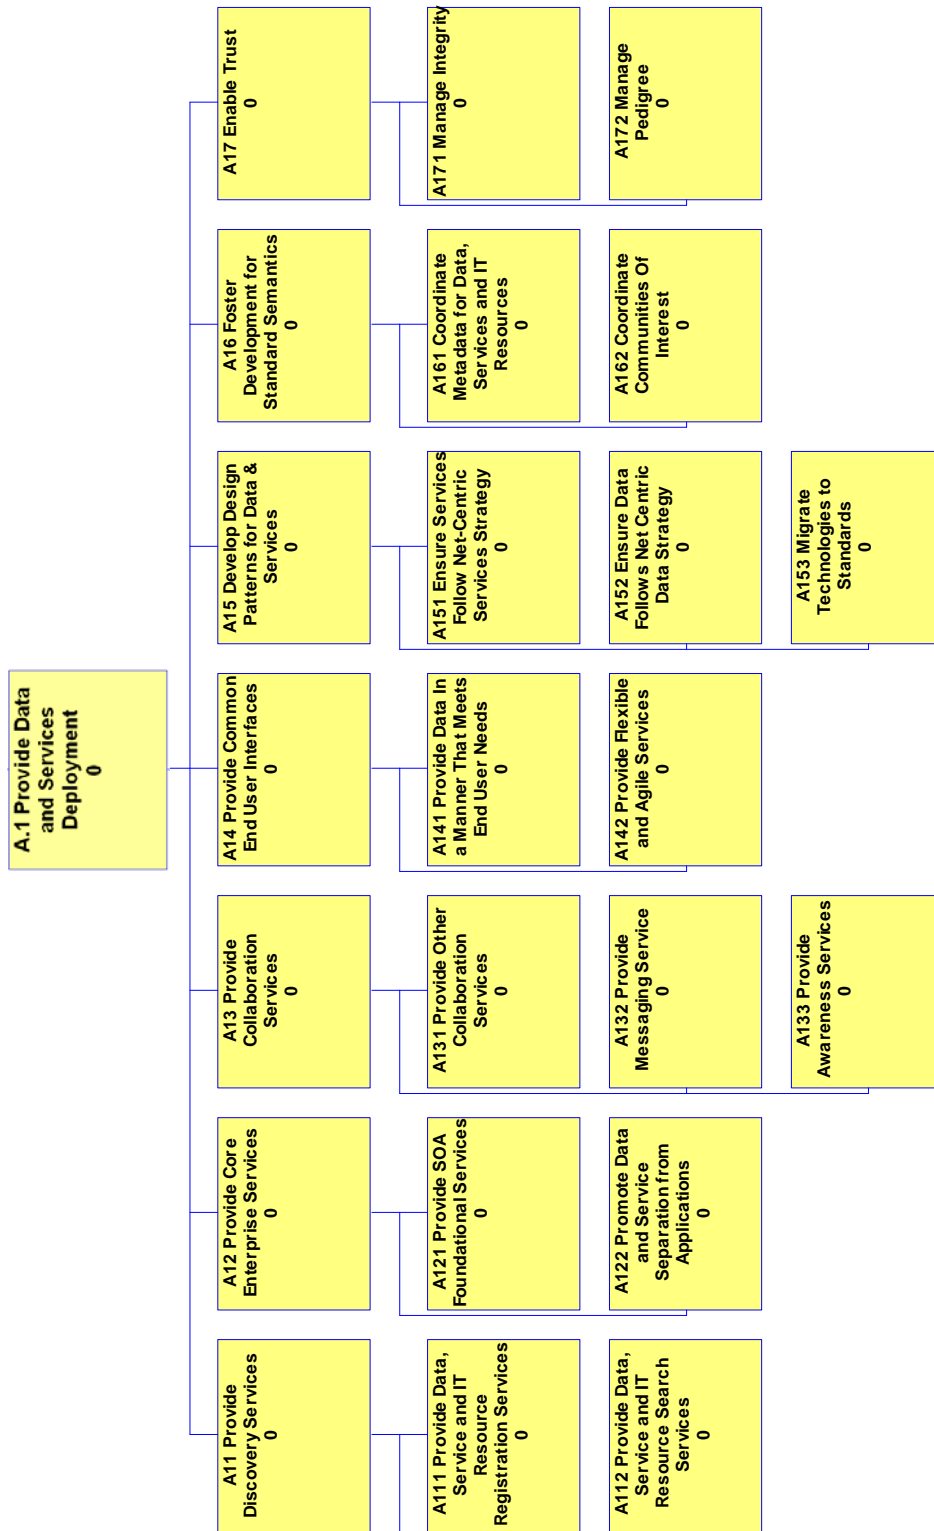 A.1 Provide Data
and Services
Deployment
0
A11 Provide
Discovery Services
0
A12 Provide Core
Enterprise Services
0
A13 Provide
Collaboration
Services
0
A14 Provide Common
End User Interfaces
0
A15 Develop Design
Patterns for Data &
Services
0
A16 Foster
Development for
Standard Semantics
0
A17 Enable Trust
0
A111 Provide Data,
Service and IT
Resource
Registration Services
0
A121 Provide SOA
Foundational Services
0
A131 Provide Other
Collaboration
Services
0
A141 Provide Data In
a Manner That Meets
End User Needs
0
A151 Ensure Services
Follow Net-Centric
Services Strategy
0
A161 Coordinate
Metadata for Data,
Services and IT
Resources
0
A171 Manage Integrity
0
A112 Provide Data,
Service and IT
Resource Search
Services
0
A122 Promote Data
and Service
Separation from
Applications
0
A132 Provide
Messaging Service
0
A142 Provide Flexible
and Agile Services
0
A152 Ensure Data
Follows Net Centric
Data Strategy
0
A162 Coordinate
Communities Of
Interest
0
A172 Manage
Pedigree
0
A133 Provide
Awareness Services
0
A153 Migrate
Technologies to
Standards
0